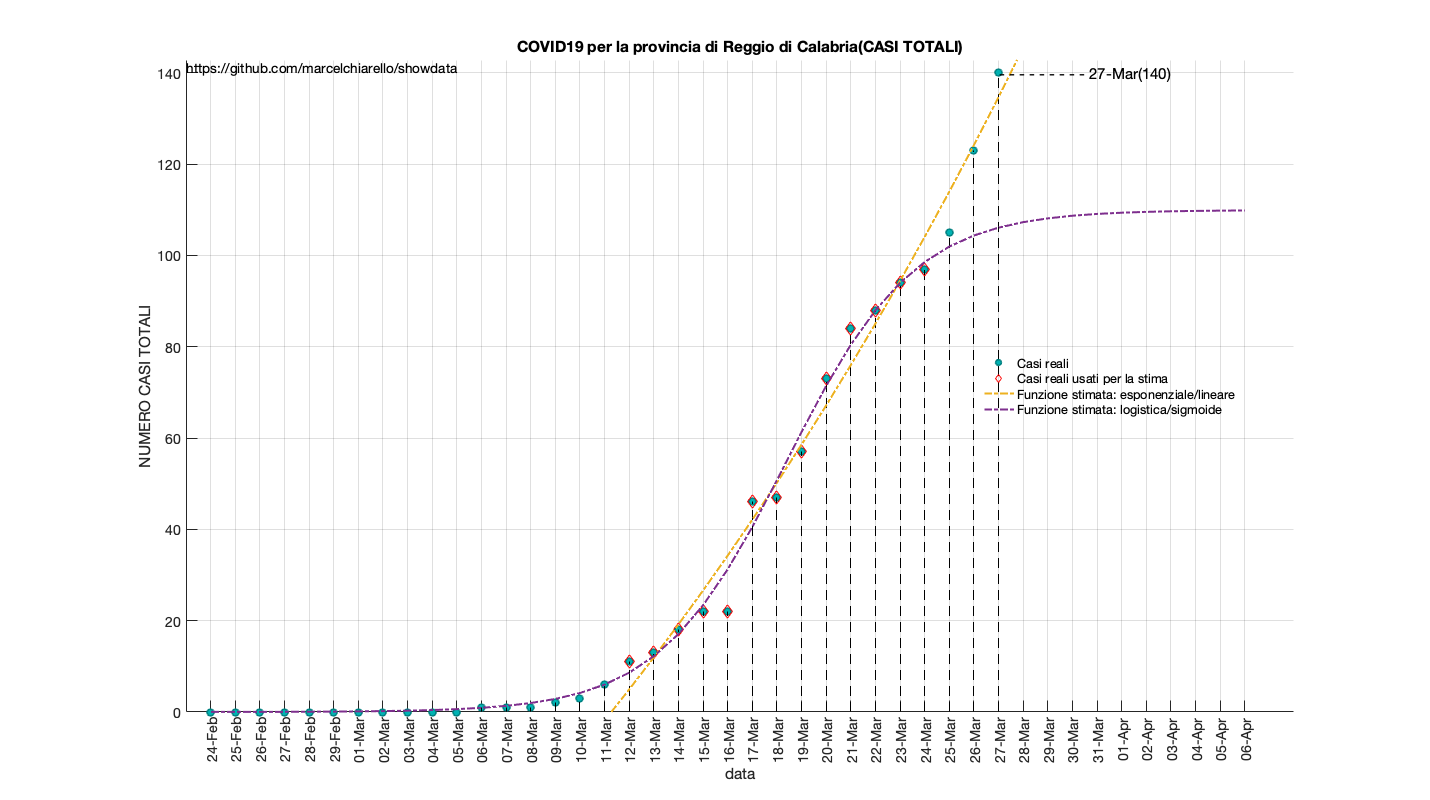 COVID19 per la provincia di Reggio di Calabria(CASI TOTALI)
https://github.com/marcelchiarello/showdata
140
120
100
80
60
40
20
0
NUMERO CASI TOTALI
27-Mar(140)
Casi reali
Casi reali usati per la stima
Funzione stimata: esponenziale/lineare
Funzione stimata: logistica/sigmoide
24-Feb
25-Feb
26-Feb
27-Feb
28-Feb
29-Feb
01-Mar
02-Mar
03-Mar
04-Mar
05-Mar
06-Mar
07-Mar
08-Mar
09-Mar
10-Mar
11-Mar
12-Mar
13-Mar
14-Mar
15-Mar
16-Mar
17-Mar
18-Mar
19-Mar
20-Mar
21-Mar
22-Mar
23-Mar
24-Mar
25-Mar
26-Mar
27-Mar
28-Mar
29-Mar
30-Mar
31-Mar
01-Apr
02-Apr
03-Apr
04-Apr
05-Apr
06-Apr
data